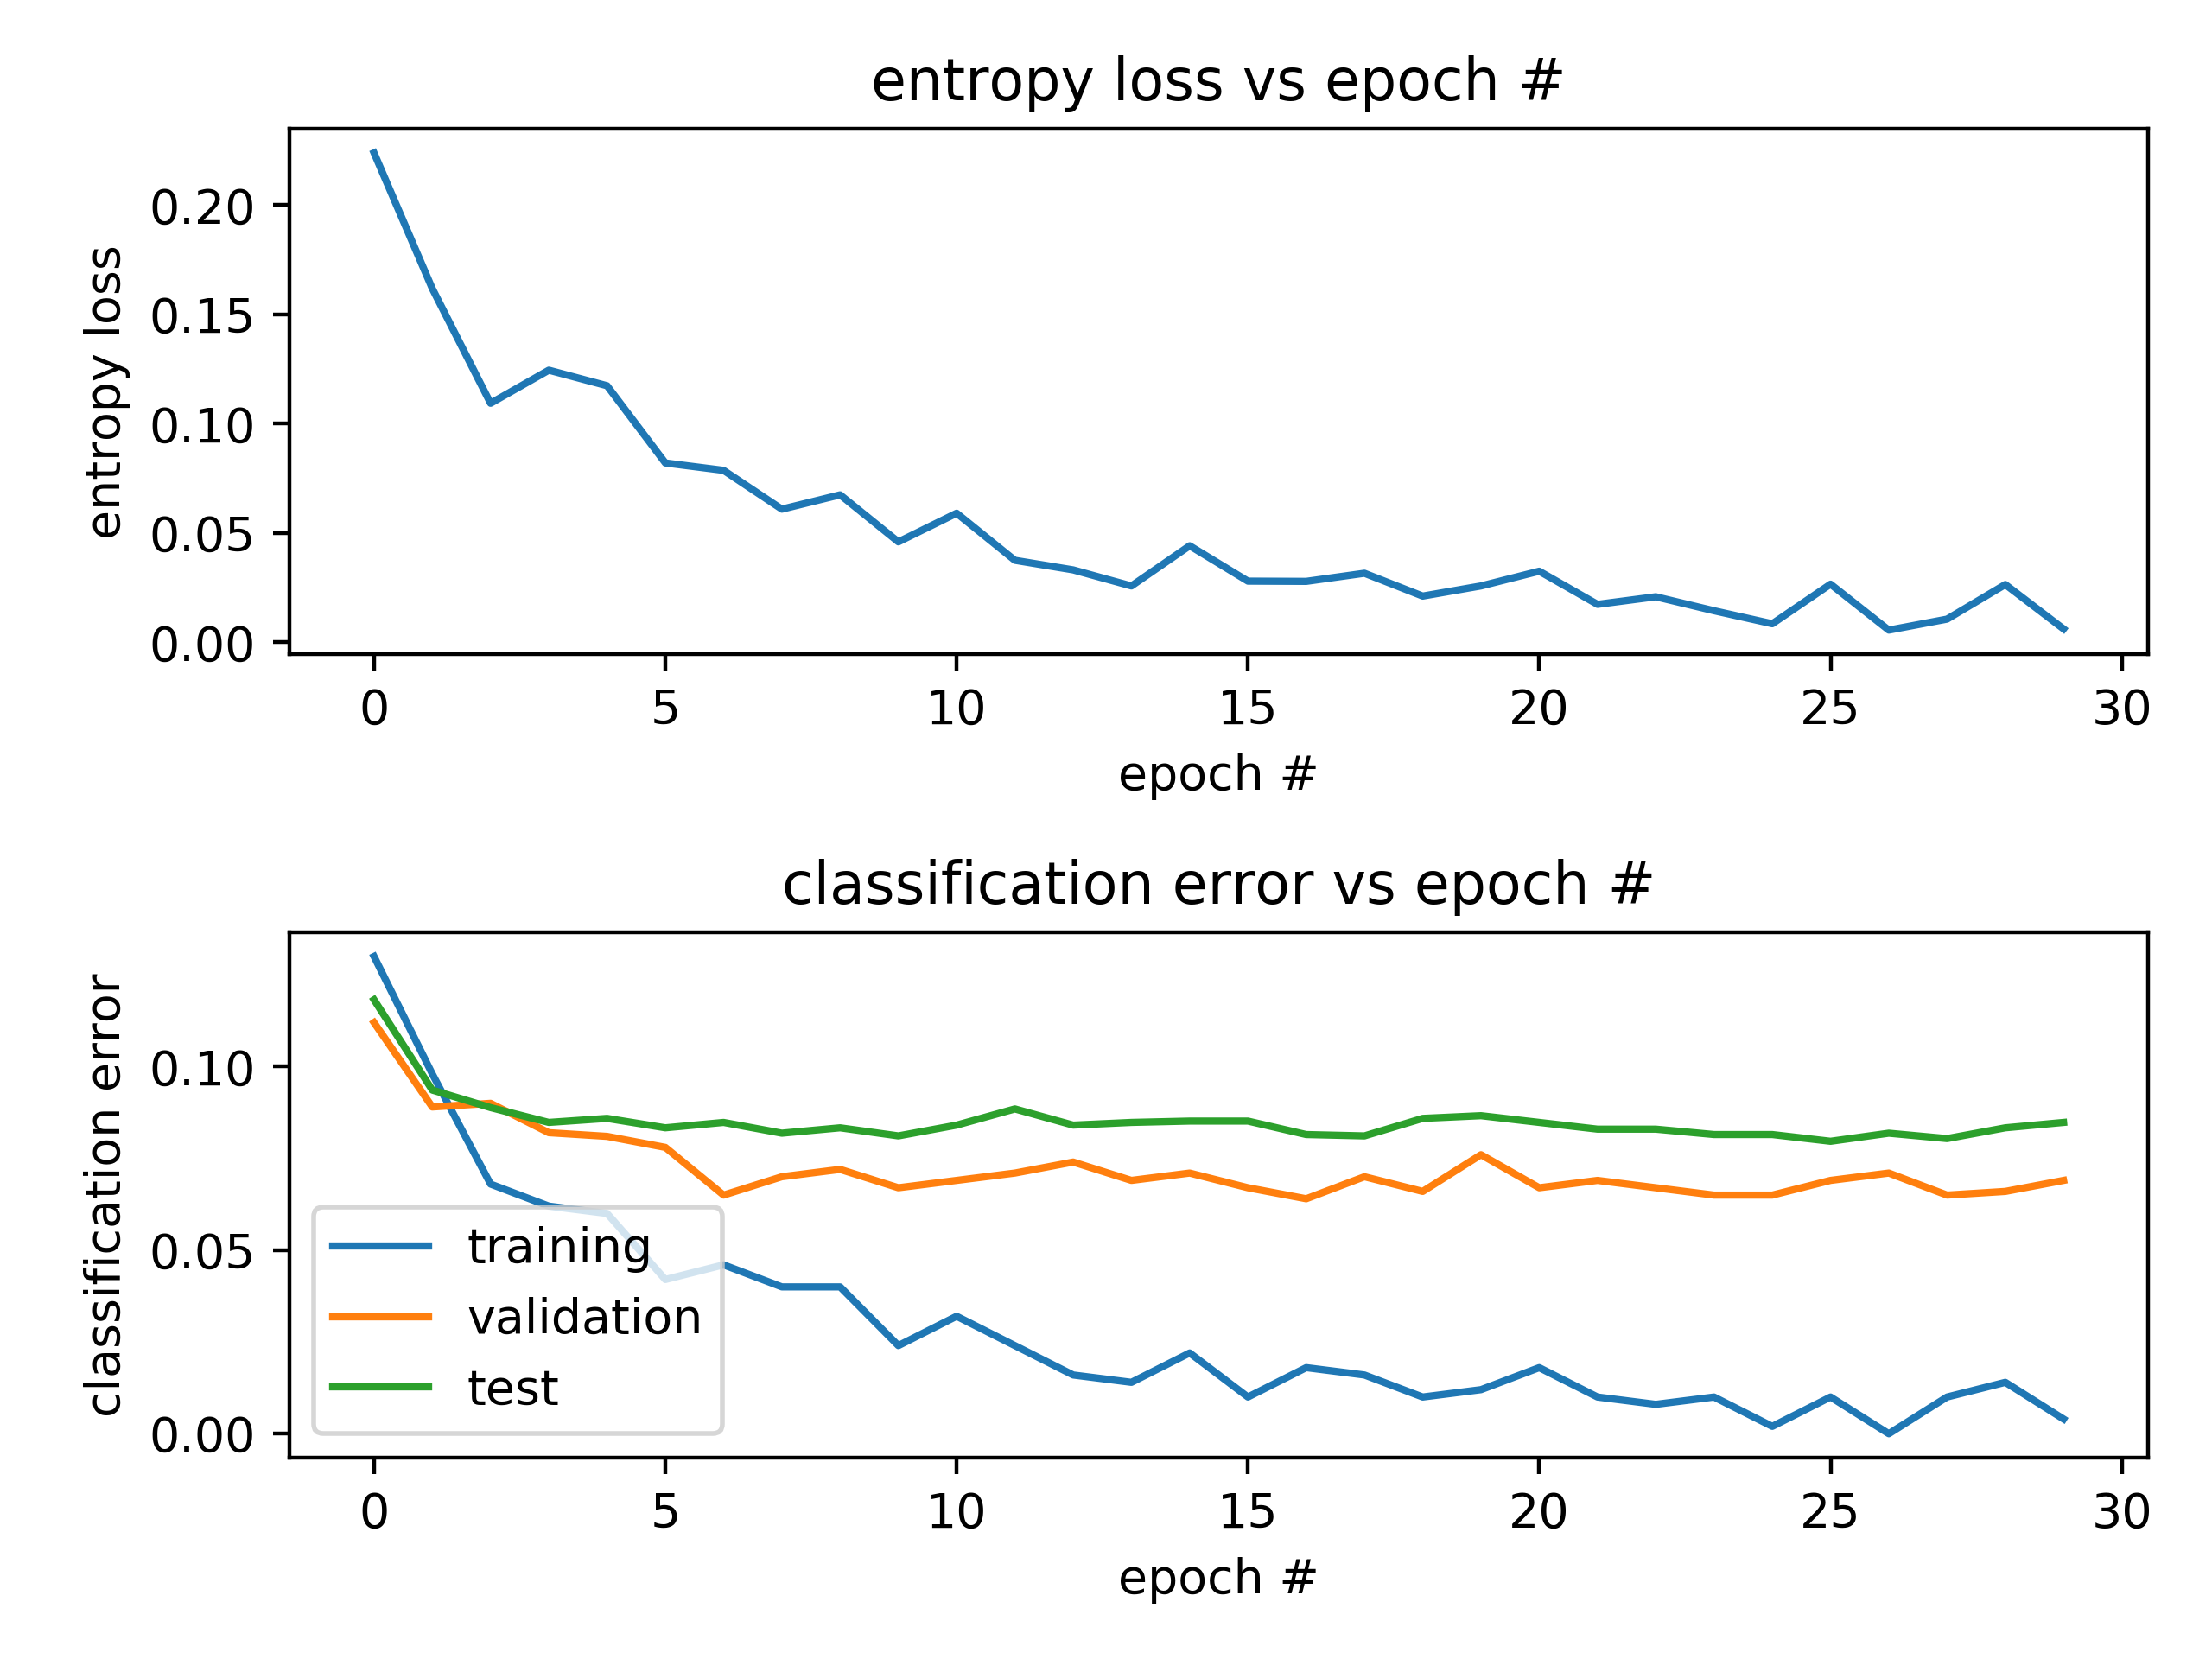 entropy loss vs epoch #
entropy loss
0.20
0.15
0.10
0.05
0.00
0 5 10 15 20 25 30
epoch #
classification error vs epoch #
classification error
0.10
0.05
0.00
training
validation
test
0 5 10 15 20 25 30
epoch #